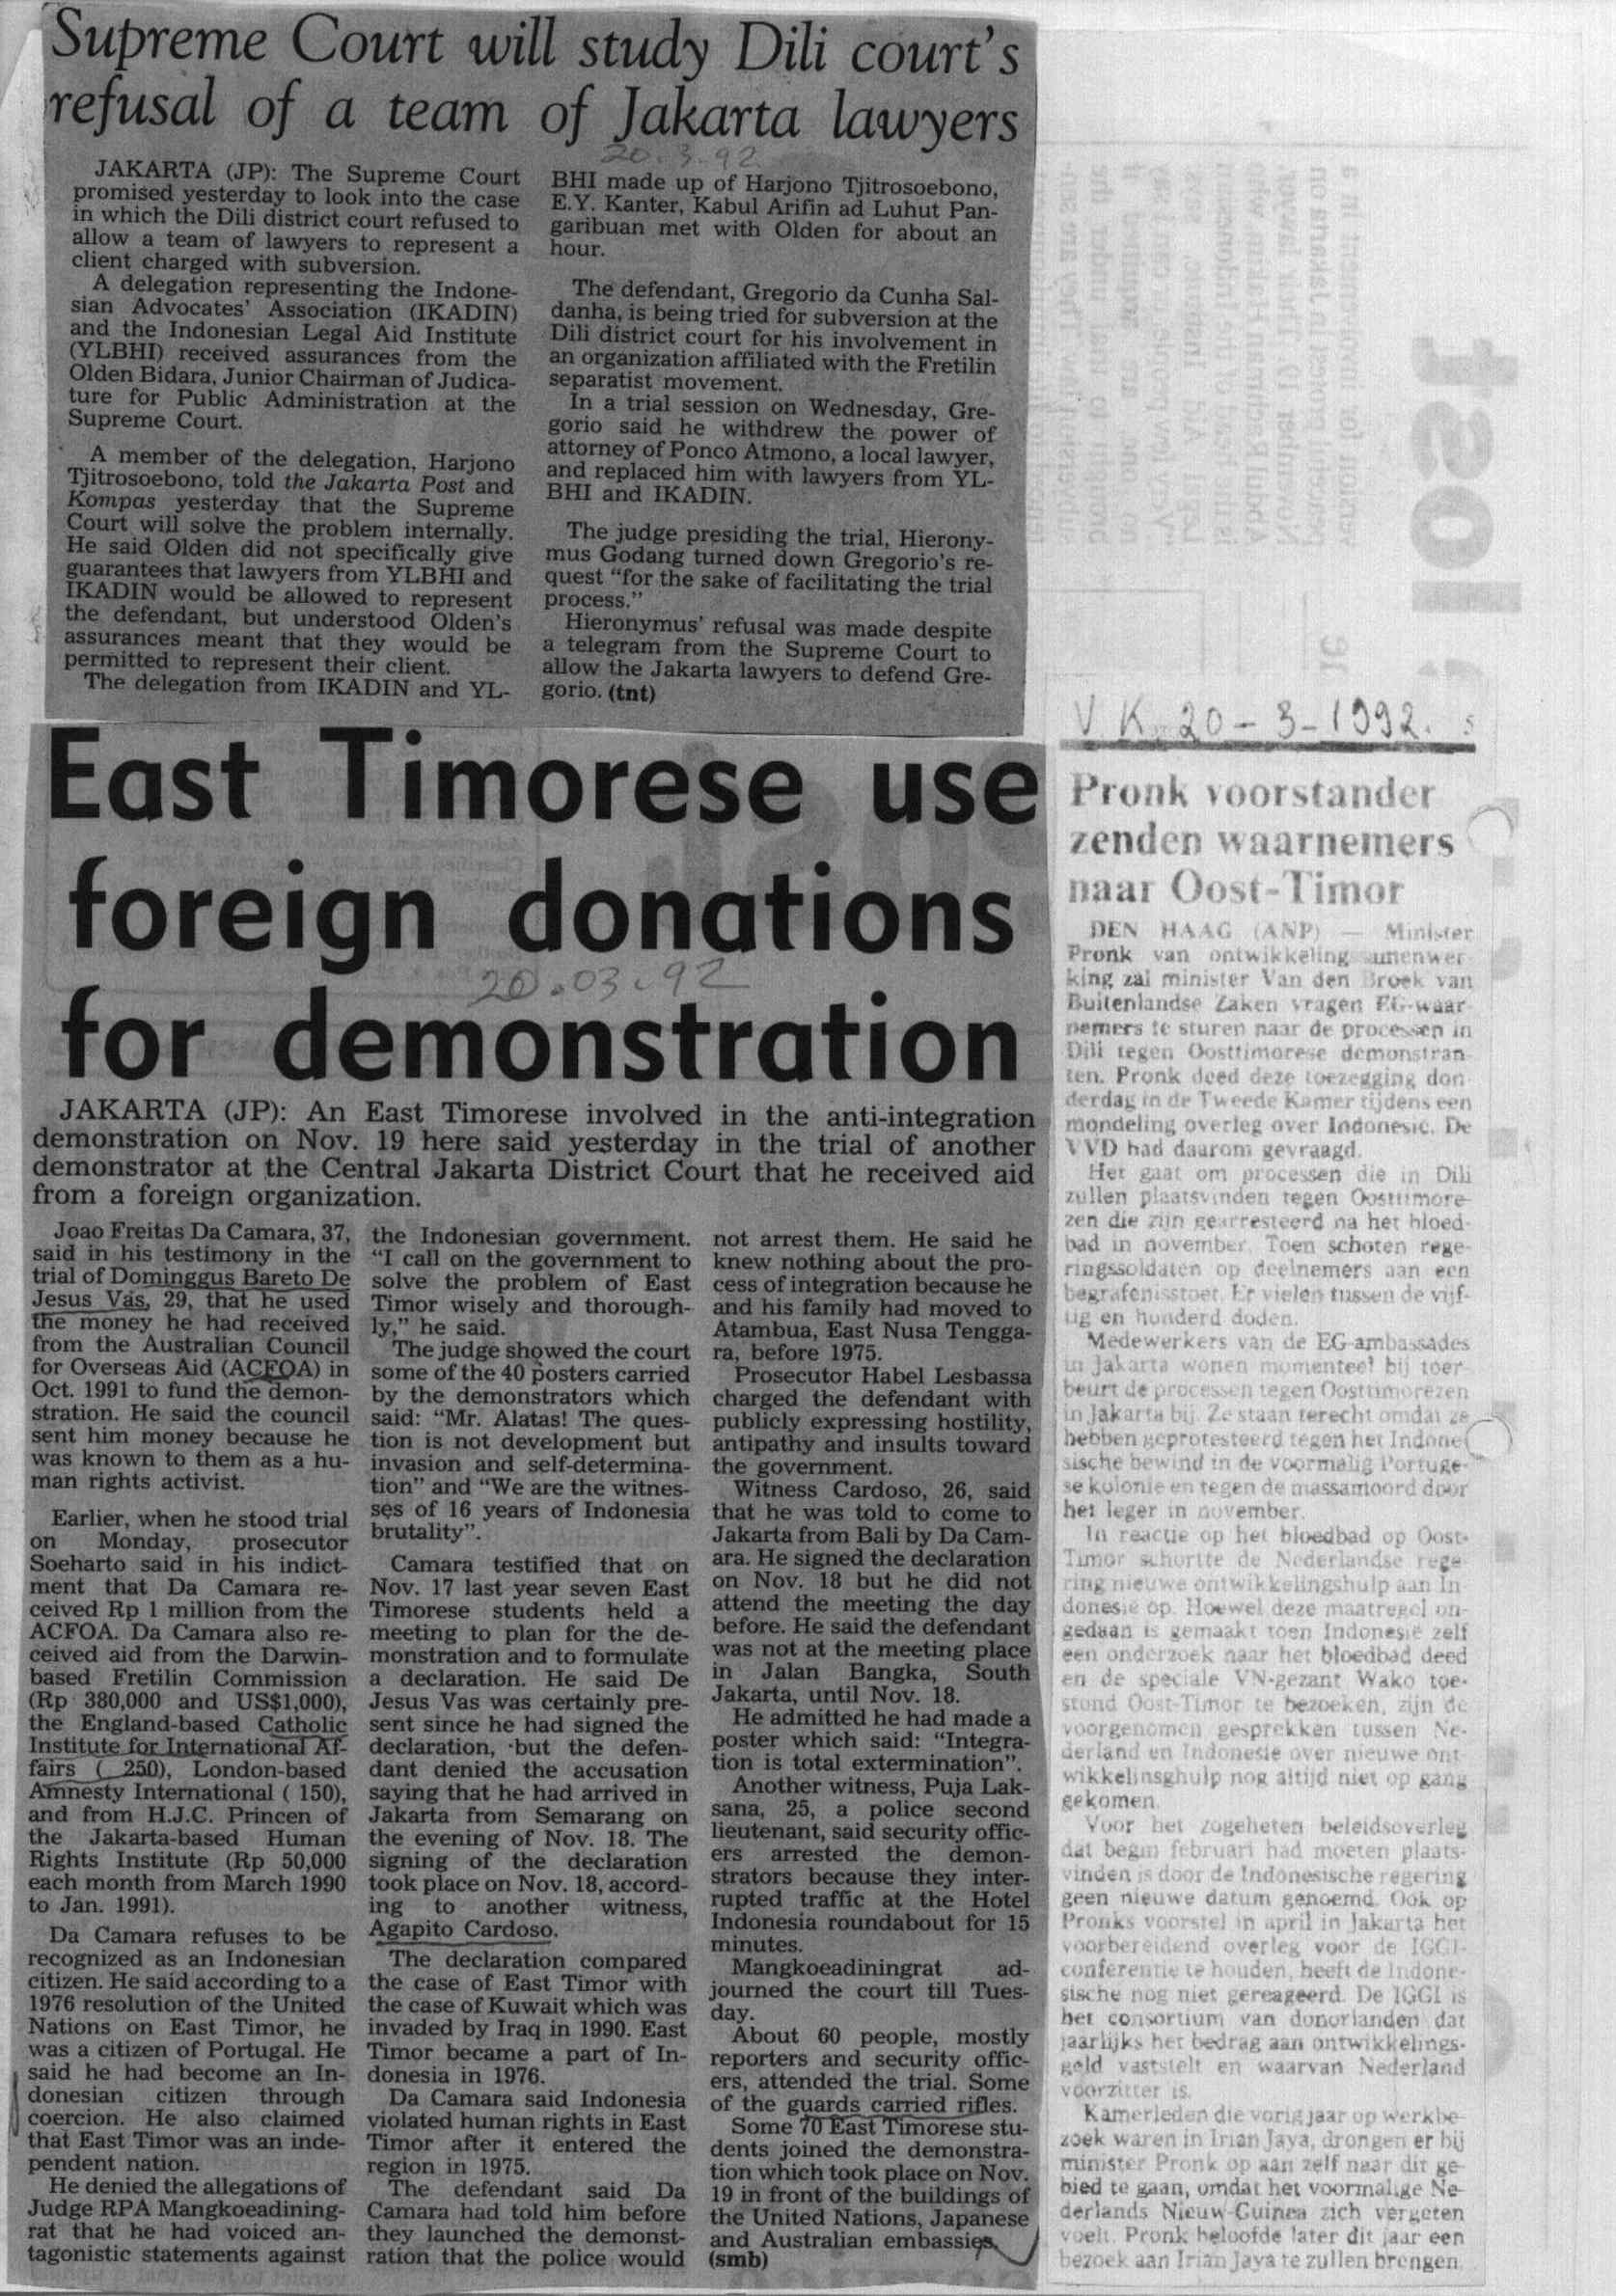 Supreme Court will study Dili court's
refusal of a team of Jakarta lawyers
20.3.92
JAKARTA (JP): The Supreme Court
promised yesterday to look into the case
in which the Dili district court refused to
allow a team of lawyers to represent a
client charged with subversion.
A delegation representing the Indone-
sian Advocates' Association (IKADIN)
and the Indonesian Legal Aid Institute
(YLBHI) received assurances from the
Olden Bidara, Junior Chairman of Judica-
ture for Public Administration at the
Supreme Court.
A member of the delegation, Harjono
Tjitrosoebono, told the Jakarta Post and
Kompas yesterday that the Supreme
Court will solve the problem internally.
He said Olden did not specifically give
guarantees that lawyers from YLBHI and
IKADIN would be allowed to represent
the defendant, but understood Olden's
assurances meant that they would be
permitted to represent their client.
The delegation from IKADIN and YL-
BHI made up of Harjono Tjitrosoebono,
E.Y. Kanter, Kabul Arifin ad Luhut Pan-
garibuan met with Olden for about an
hour.
The defendant, Gregorio da Cunha Sal-
danha, is being tried for subversion at the
Dili district court for his involvement in
an organization affiliated with the Fretilin
separatist movement.
In a trial session on Wednesday, Gre-
gorio said he withdrew the power of
attorney of Ponco Atmono, a local lawyer,
and replaced him with lawyers from YL-
BHI and IKADIN.
The judge presiding the trial, Hierony-
mus Godang turned down Gregorio's re-
quest "for the sake of facilitating the trial
process."
Hieronymus' refusal was made despite
a telegram from the Supreme Court to
allow the Jakarta lawyers to defend Gre-
gorio. (tnt)
East Timorese use
foreign donations
20.03.92
for demonstration
JAKARTA (JP): An East Timorese involved in the anti-integration
demonstration on Nov. 19 here said yesterday in the trial of another
demonstrator at the Central Jakarta District Court that he received aid
from a foreign organization.
Joao Freitas Da Camara, 37,
said in his testimony in the
trial of Dominggus Bareto De
Jesus Vas, 29, that he used
the money he had received
from the Australian Council
for Overseas Aid (ACFOA) in
Oct. 1991 to fund the demon-
stration. He said the council
sent him money because he
was known to them as a hu-
man rights activist.
Earlier, when he stood trial
on Monday, prosecutor
Soeharto said in his indict-
ment that Da Camara re-
ceived Rp 1 million from the
ACFOA. Da Camara also re-
ceived aid from the Darwin-
based Fretilin Commission
(Rp 380,000 and US$1,000),
the England-based Catholic
Institute for International Af-
fairs ( 250), London-based
Amnesty International ( 150),
and from H.J.C. Princen of
the Jakarta-based Human
Rights Institute (Rp 50,000
each month from March 1990
to Jan. 1991).
Da Camara refuses to be
recognized as an Indonesian
citizen. He said according to a
1976 resolution of the United
Nations on East Timor, he
was a citizen of Portugal. He
said he had become an In-
donesian citizen through
coercion. He also claimed
that East Timor was an inde-
pendent nation.
He denied the allegations of
Judge RPA Mangkoeadining-
rat that he had voiced an-
tagonistic statements against
the Indonesian government.
"I call on the government to
solve the problem of East
Timor wisely and thorough-
ly," he said.
The judge showed the court
some of the 40 posters carried
by the demonstrators which
said: "Mr. Alatas! The ques-
tion is not development but
invasion and self-determina-
tion" and "We are the witnes-
ses of 16 years of Indonesia
brutality".
Camara testified that on
Nov. 17 last year seven East
Timorese students held a
meeting to plan for the de-
monstration and to formulate
a declaration. He said De
Jesus Vas was certainly pre-
sent since he had signed the
declaration, but the defen-
dant denied the accusation
saying that he had arrived in
Jakarta from Semarang on
the evening of Nov. 18. The
signing of the declaration
took place on Nov. 18, accord-
ing to another witness,
Agapito Cardoso.
The declaration compared
the case of East Timor with
the case of Kuwait which was
invaded by Iraq in 1990. East
Timor became a part of In-
donesia in 1976.
Da Camara said Indonesia
violated human rights in East
Timor after it entered the
region in 1975.
The defendant said Da
Camara had told him before
they launched the demonst-
ration that the police would
not arrest them. He said he
knew nothing about the pro-
cess of integration because he
and his family had moved to
Atambua, East Nusa Tengga-
ra, before 1975.
Prosecutor Habel Lesbassa
charged the defendant with
publicly expressing hostility,
antipathy and insults toward
the government.
Witness Cardoso, 26, said
that he was told to come to
Jakarta from Bali by Da Cam-
ara. He signed the declaration
on Nov. 18 but he did not
attend the meeting the day
before. He said the defendant
was not at the meeting place
in Jalan Bangka, South
Jakarta, until Nov. 18.
He admitted he had made a
poster which said: "Integra-
tion is total extermination".
Another witness, Puja Lak-
sana, 25, a police second
lieutenant, said security offic-
ers arrested the demon-
strators because they inter-
rupted traffic at the Hotel
Indonesia roundabout for 15
minutes.
Mangkoeadiningrat ad-
journed the court till Tues-
day.
About 60 people, mostly
reporters and security offic-
ers, attended the trial. Some
of the guards carried rifles.
Some 70 East Timorese stu-
dents joined the demonstra-
tion which took place on Nov.
19 in front of the buildings of
the United Nations, Japanese
and Australian embassies.
(smb)
V K 20-3-1992.
Pronk voorstander
zenden waarnemers
naar Oost-Timor
DEN HAAG (ANP) — Minister
Pronk van ontwikkeling
king zal minister Van den Broek van
Buitenlandse Zaken vragen EG-waar-
nemers te sturen naar de processen in
Dili tegen Oosttimorese demonstran-
ten. Pronk deed deze toezegging don-
derdag in de Tweede Kamer tijdens een
mondeling overleg over Indonesie. De
VVD had daarom gevraagd.
Het gaat om processen die in Dili
zullen plaatsvinden tegen Oosttimore-
zen die zijn gearresteerd na het bloed-
bad in november. Toen schoten rege-
ringssoldaten op deelnemers aan een
begrafenisstoet. Er vielen tussen de vijf-
tig en honderd doden.
Medewerkers van de EG-ambassades
in Jakarta wonen momenteel bij toer-
beurt de processen tegen Oosttimorezen
in Jakarta bij. Ze staan terecht omdat ze
hebben geprotesteerd tegen het Indone-
sische bewind in de voormalig Portuge-
se kolonie en tegen de massamoord door
het leger in november.
In reactie op het bloedbad op Oost-
Timor schortte de Nederlandse rege-
ring nieuwe ontwikkelingshulp aan In-
donesie op. Hoewel deze maatregel on-
gedaan is gemaakt toen Indonesie zelf
een onderzoek naar het bloedbad deed
en de speciale VN-gezant Wako toe-
stond Oost-Timor te bezoeken, zijn de
voorgenomen gesprekken tussen Ne-
derland en Indonesie over nieuwe ont-
wikkelinsghulp nog altijd niet op gang
gekomen.
Voor het zogeheten beleidsoverleg
dat begin februari had moeten plaats-
vinden is door de Indonesische regering
geen nieuwe datum genoemd. Ook op
Pronks voorstel in april in Jakarta het
voorbereidend overleg voor de IGGI-
conferentie te houden, heeft de Indone-
sische nog niet gereageerd. De IGGI is
het consortium van donorlanden dat
jaarlijks het bedrag aan ontwikkelings-
geld vaststelt en waarvan Nederland
voorzitter is.
Kamerleden die vorig jaar op werkbe-
zoek waren in Irian Jaya, drongen er bij
minister Pronk op aan zelf naar dit ge-
bied te gaan, omdat het voormalige Ne-
derlands Nieuw-Guinea zich vergeten
voelt. Pronk beloofde later dit jaar een
bezoek aan Irian Jaya te zullen brengen.